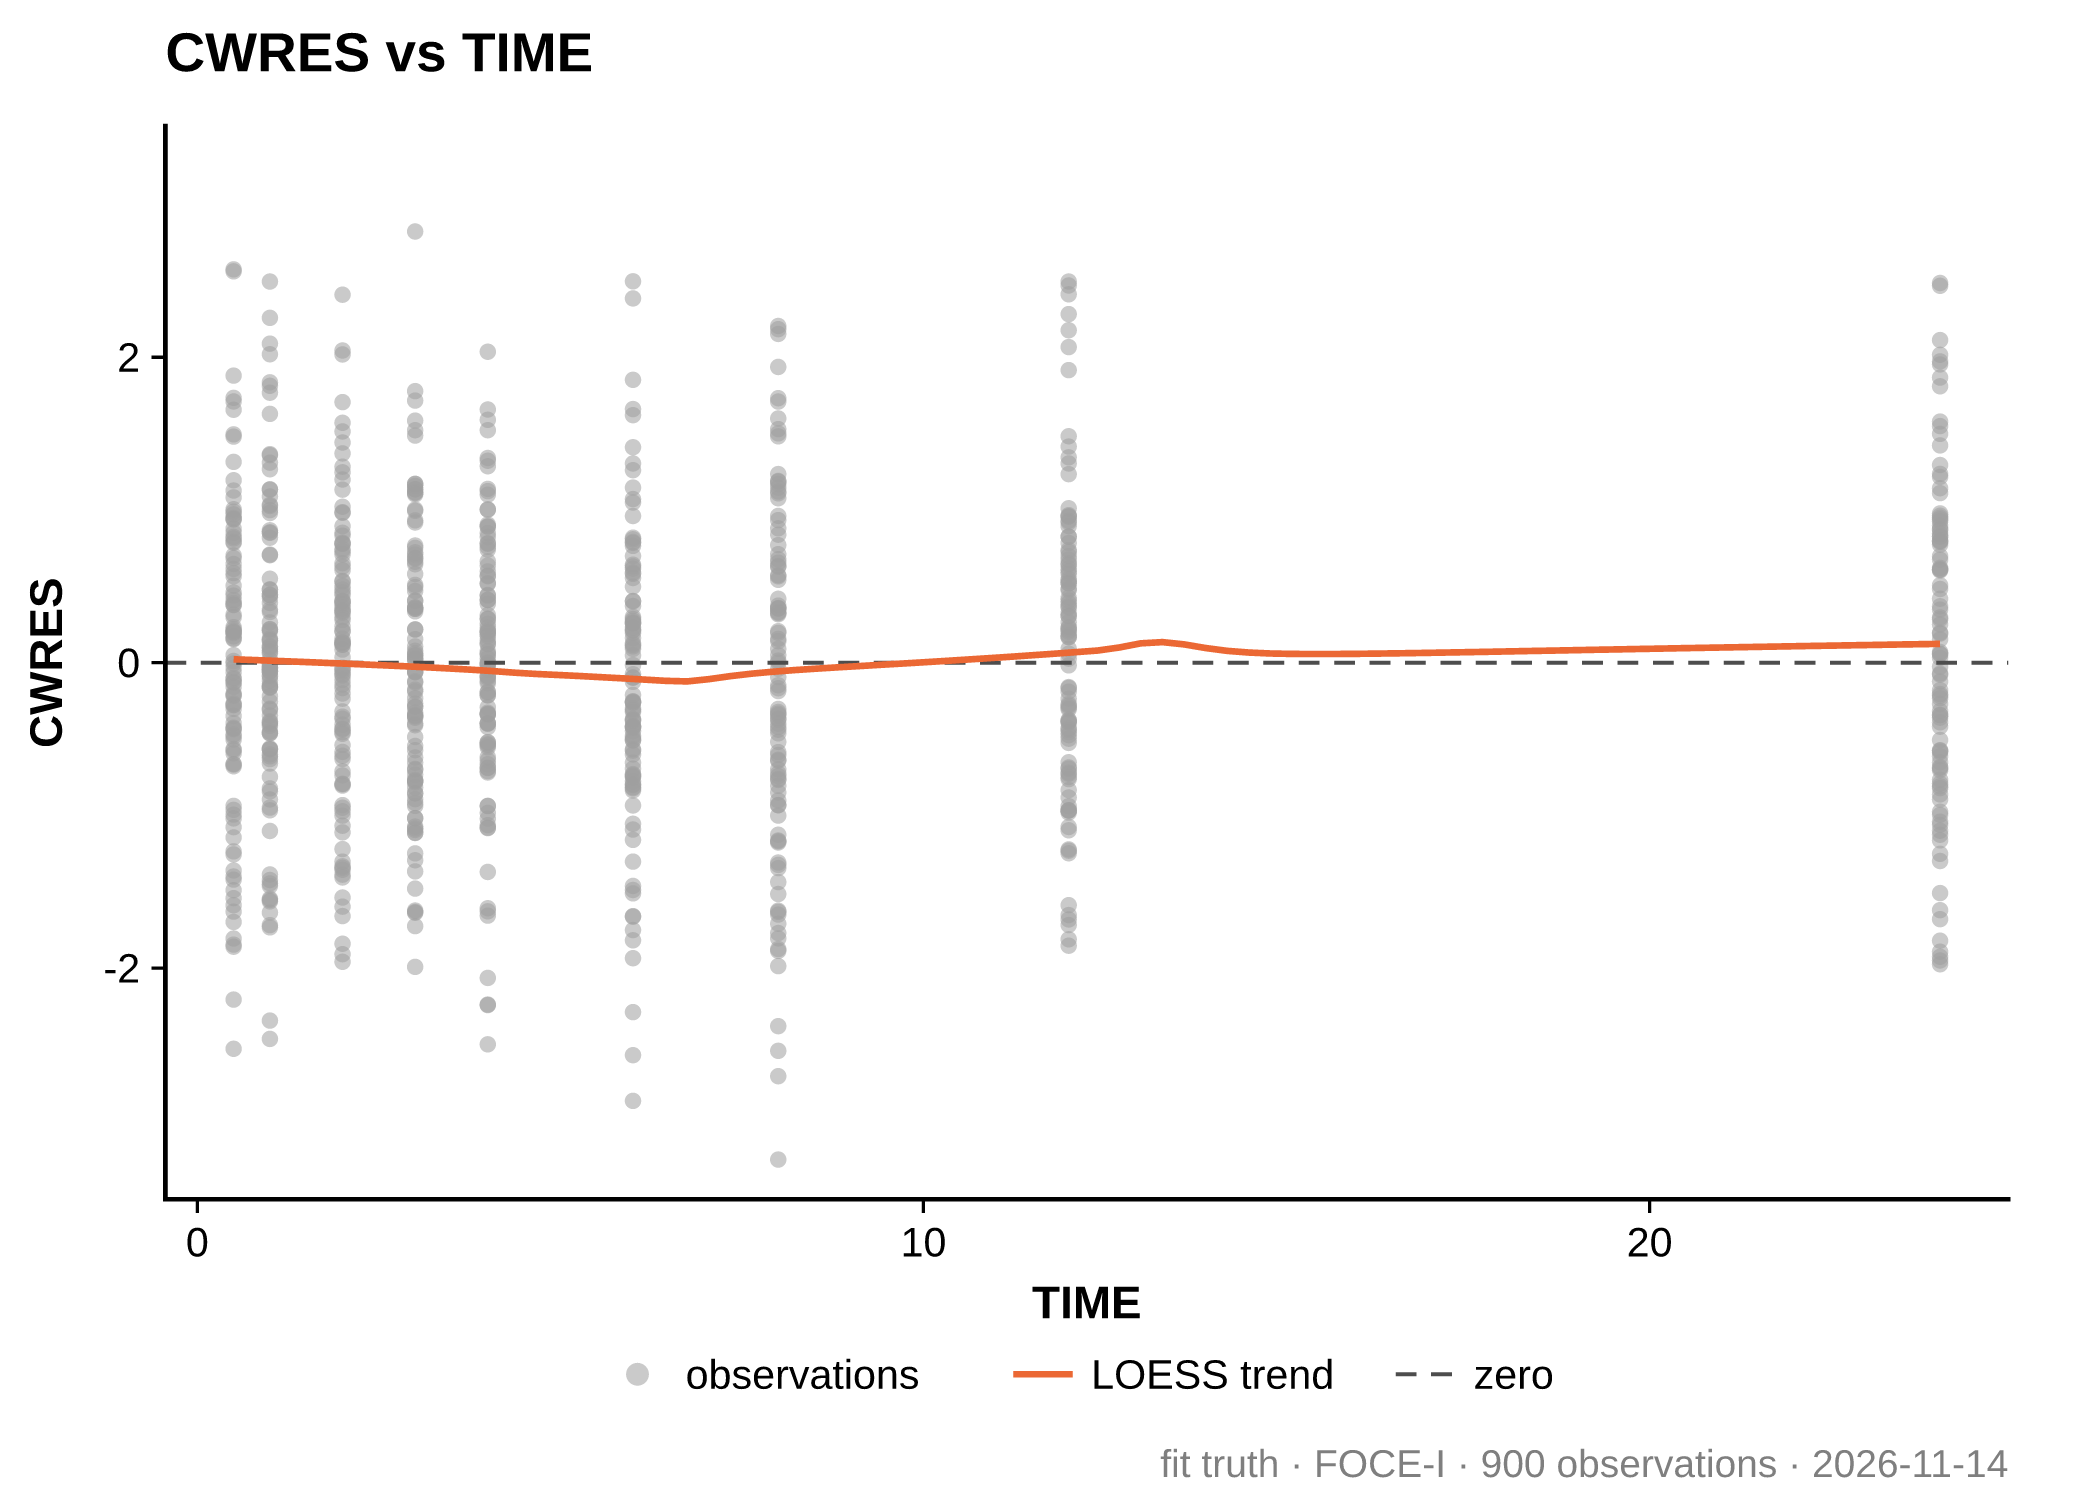 CWRES vs TIME
CWRES
2
0
-2
0 10 20
TIME
observations LOESS trend zero
fit truth · FOCE-I · 900 observations · 2026-11-14